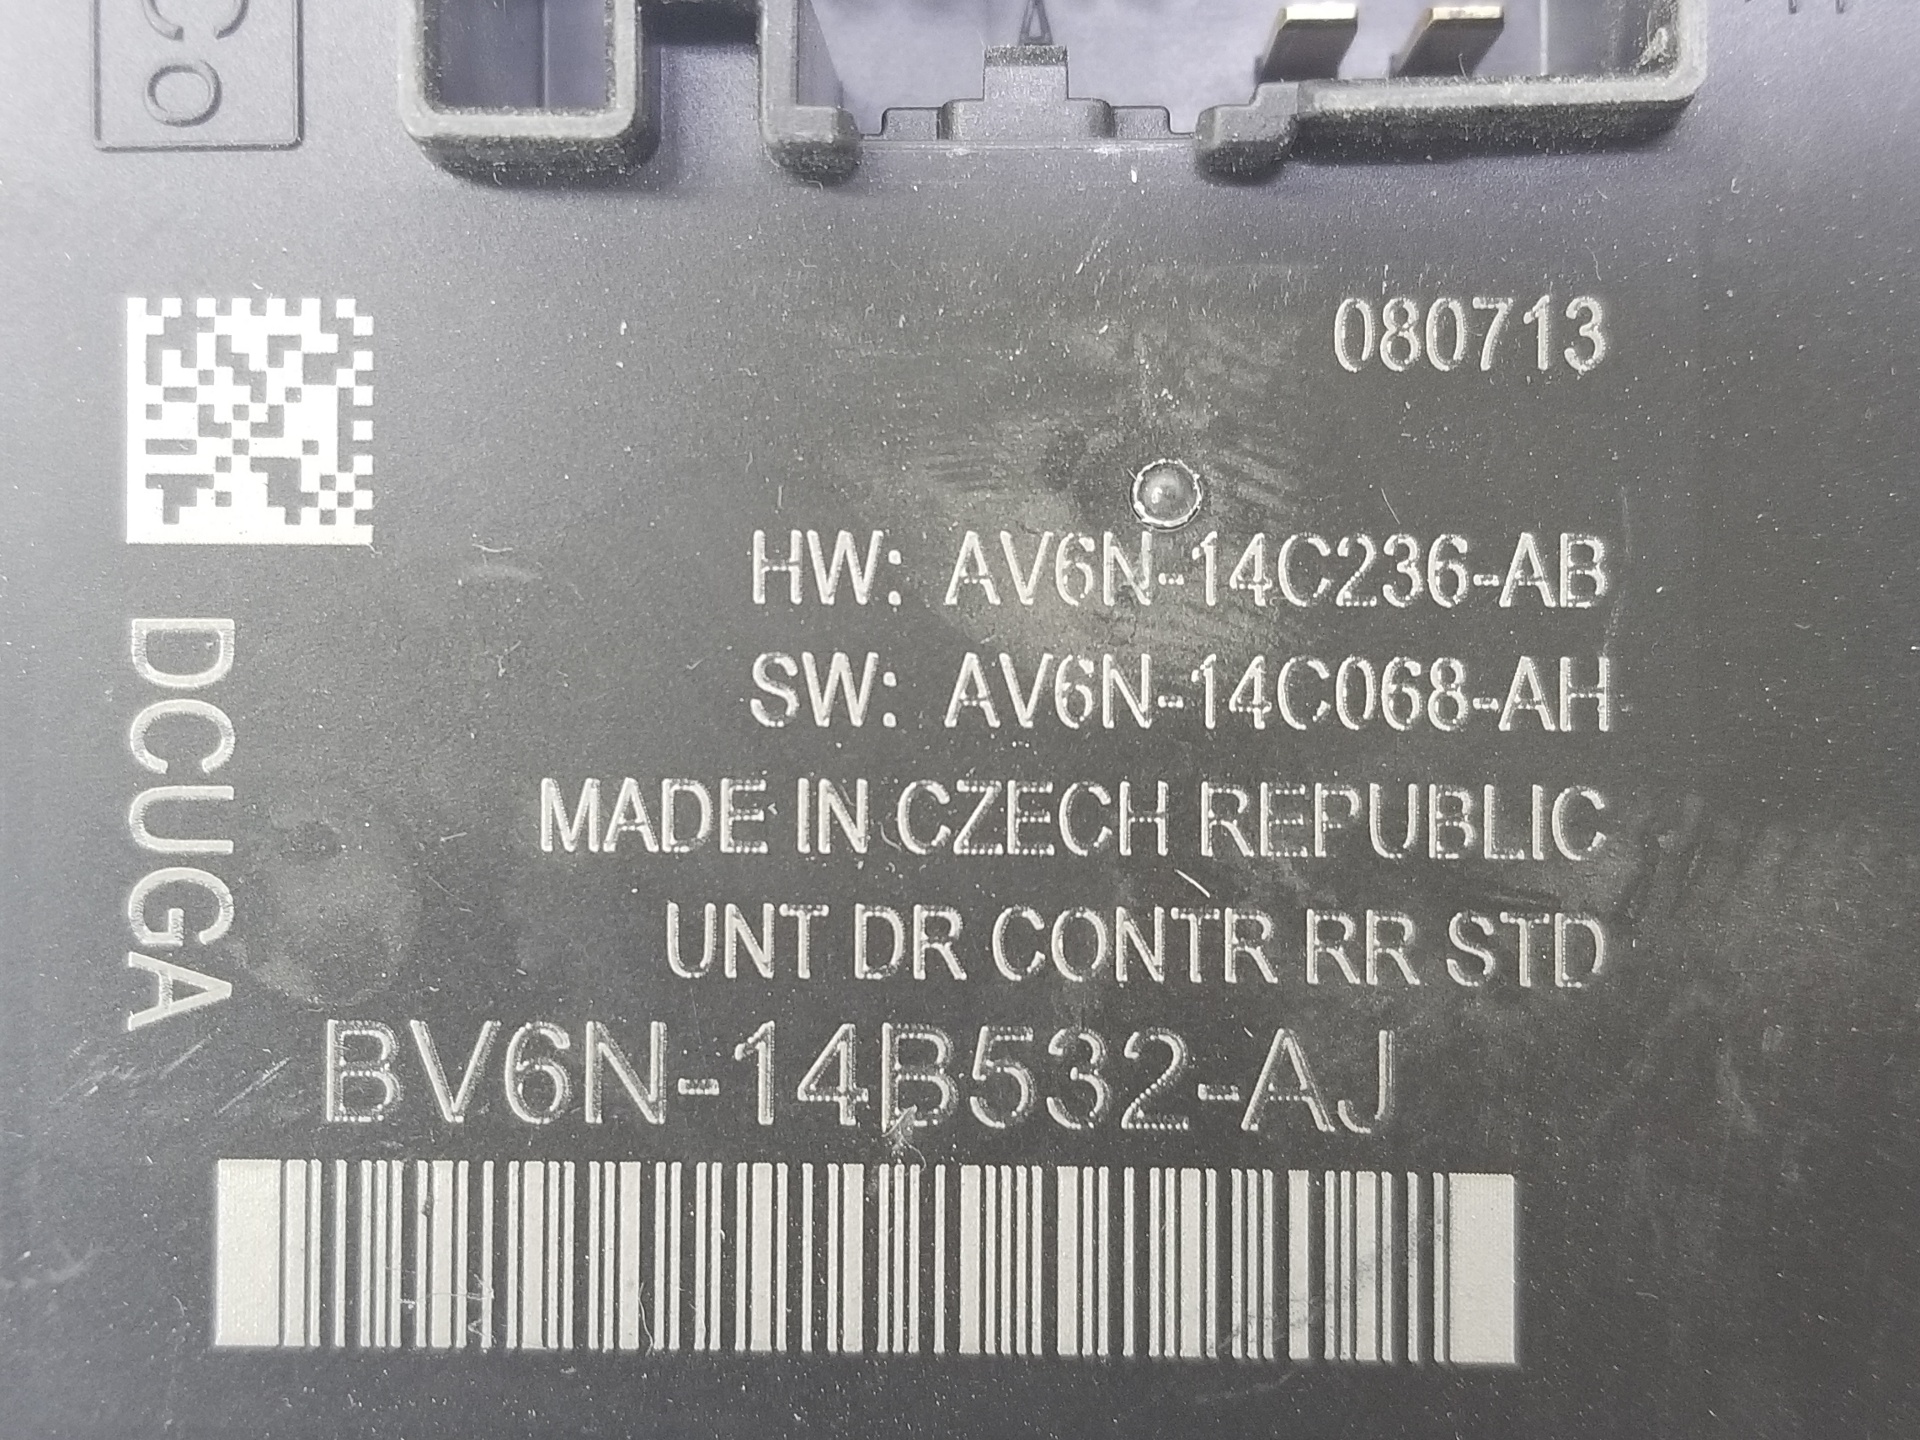 Co
080713
HW: AV6N-14C236-AB
SW: AV6N-14C068-AH
MADE IN CZECH REPUBLIC
UNT DR CONTR RR STD
DCUGA
BV6N-14B532-AJ